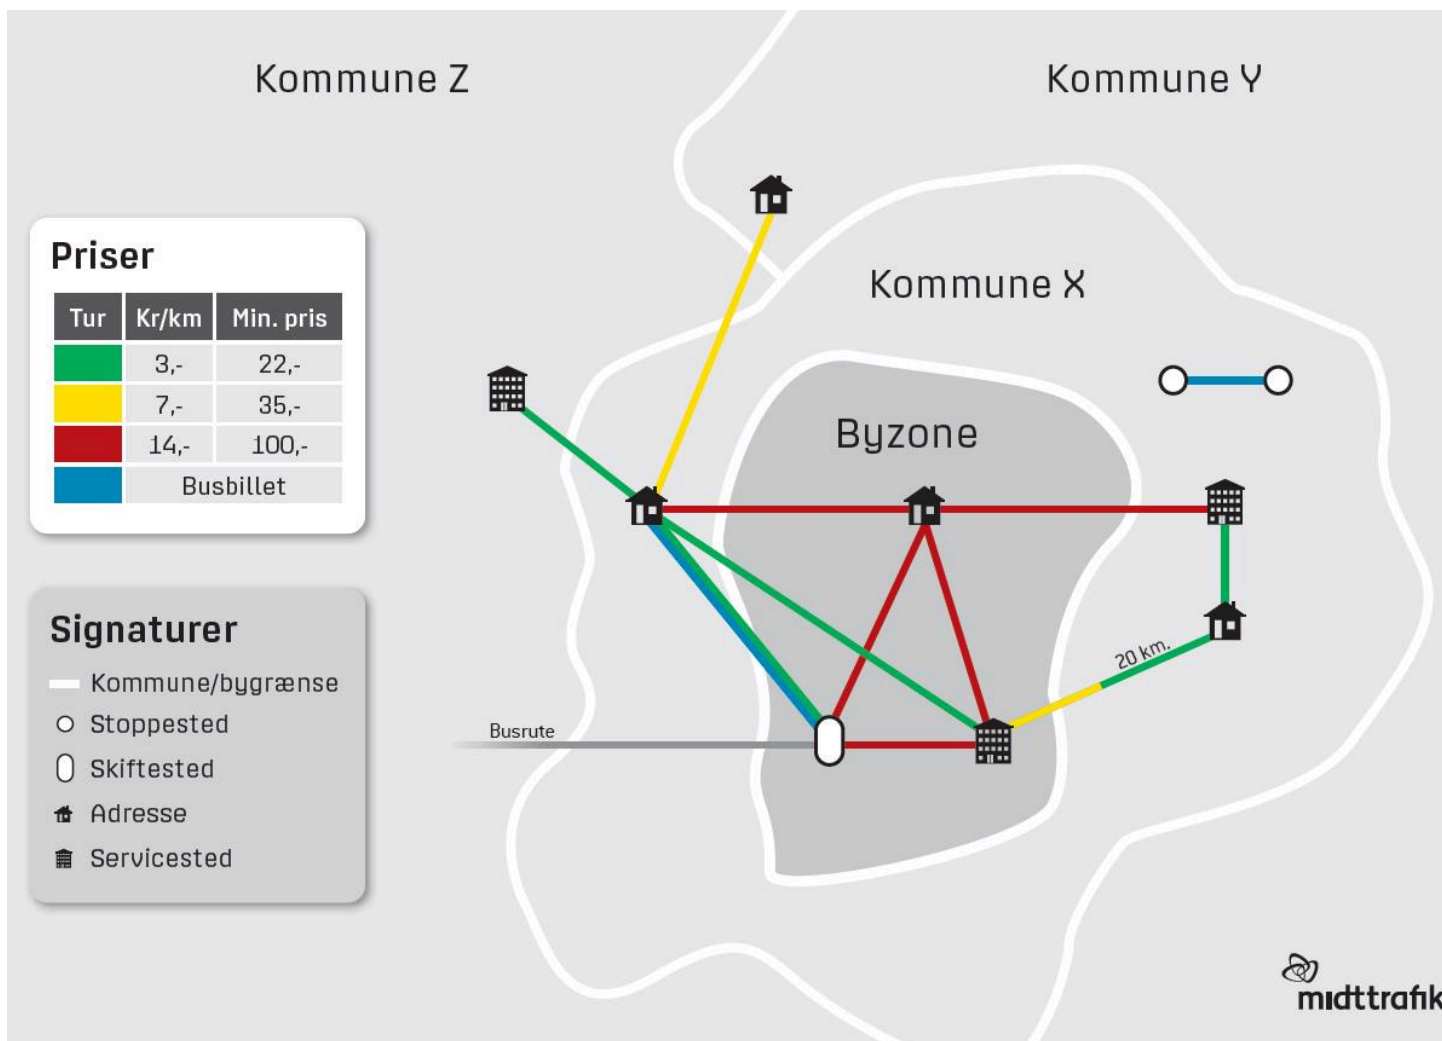 Kommune Z
Kommune Y
Kommune X
Byzone
Priser
Tur Kr/km Min. pris
3,- 22,-
7,- 35,-
14,- 100,-
Busbillet
Signaturer
Kommune/bygrænse
Stoppested
Skiftested
Adresse
Servicested
Busrute
20 km.
midttrafik